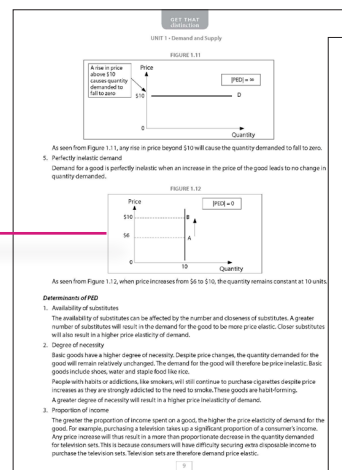 GET THAT
distinction
UNIT 1 • Demand and Supply
FIGURE 1.11
A rise in price
above $10
causes quantity
demanded to
fall to zero
Price
|PED| = ∞
$10
D
0
Quantity
As seen from Figure 1.11, any rise in price beyond $10 will cause the quantity demanded to fall to zero.
5. Perfectly inelastic demand
Demand for a good is perfectly inelastic when an increase in the price of the good leads to no change in
quantity demanded.
FIGURE 1.12
Price
|PED| = 0
$10
B
$6
A
0
10
Quantity
As seen from Figure 1.12, when price increases from $6 to $10, the quantity remains constant at 10 units.
Determinants of PED
1. Availability of substitutes
The availability of substitutes can be affected by the number and closeness of substitutes. A greater
number of substitutes will result in the demand for the good to be more price elastic. Closer substitutes
will also result in a higher price elasticity of demand.
2. Degree of necessity
Basic goods have a higher degree of necessity. Despite price changes, the quantity demanded for the
good will remain relatively unchanged. The demand for the good will therefore be price inelastic. Basic
goods include shoes, water and staple food like rice.
People with habits or addictions, like smokers, will still continue to purchase cigarettes despite price
increases as they are strongly addicted to the need to smoke. These goods are habit-forming.
A greater degree of necessity will result in a higher price inelasticity of demand.
3. Proportion of income
The greater the proportion of income spent on a good, the higher the price elasticity of demand for the
good. For example, purchasing a television takes up a significant proportion of a consumer's income.
Any price increase will thus result in a more than proportionate decrease in the quantity demanded
for television sets. This is because consumers will have difficulty securing extra disposable income to
purchase the television sets. Television sets are therefore demand price elastic.
9